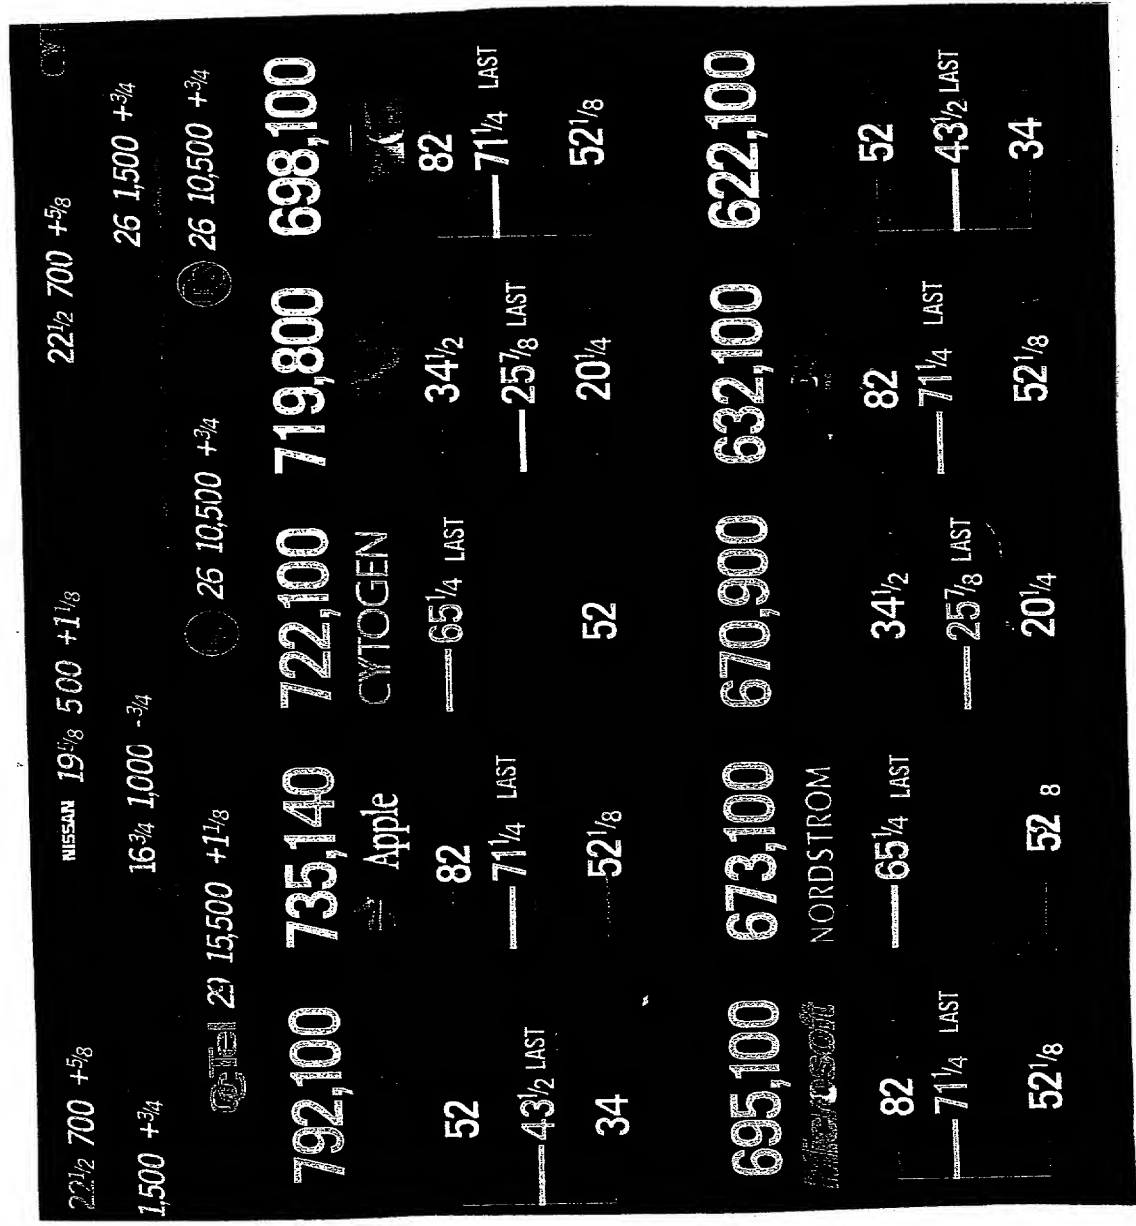 22½ 700 +⅝ NISSAN 19⅝ 500 +1⅛ 22½ 700 +⅝ CYT
1,500 +¾ 16¾ 1,000 -¾ 26 1,500 +¾
29 15,500 +1⅛ 26 10,500 +¾ 26 10,500 +¾
792,100 735,140 722,100 719,800 698,100
Apple CYTOGEN
52 82 65¼ LAST 34½ 82
43½ LAST 71¼ LAST 25⅞ LAST 71¼ LAST
34 52⅛ 52 20¼ 52⅛
695,100 673,100 670,900 632,100 622,100
Microsoft NORDSTROM
82 65¼ LAST 34½ 82 52
71¼ LAST 25⅞ LAST 71¼ LAST 43½ LAST
52⅛ 52 8 20¼ 52⅛ 34